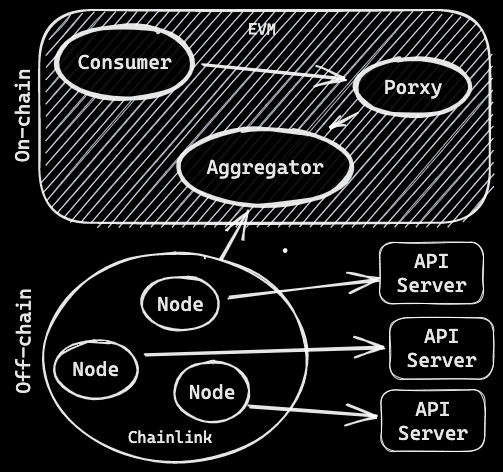 EVM
Consumer
Porxy
Aggregator
On-chain
Off-chain
Node
Node
Node
Chainlink
API
Server
API
Server
API
Server